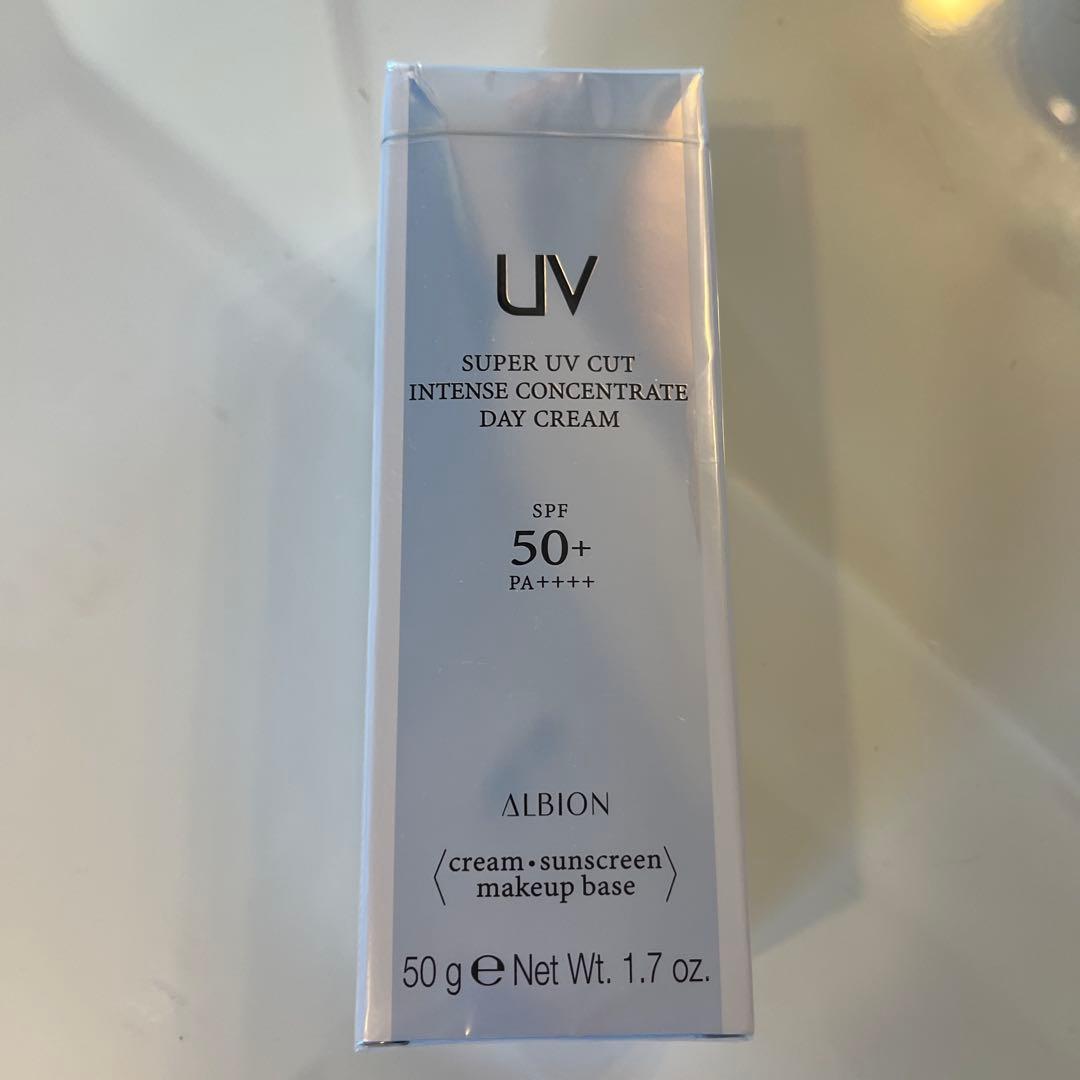 UV
SUPER UV CUT
INTENSE CONCENTRATE
DAY CREAM
SPF
50+
PA++++
ALBION
〈cream・sunscreen
makeup base〉
50 g ℮ Net Wt. 1.7 oz.